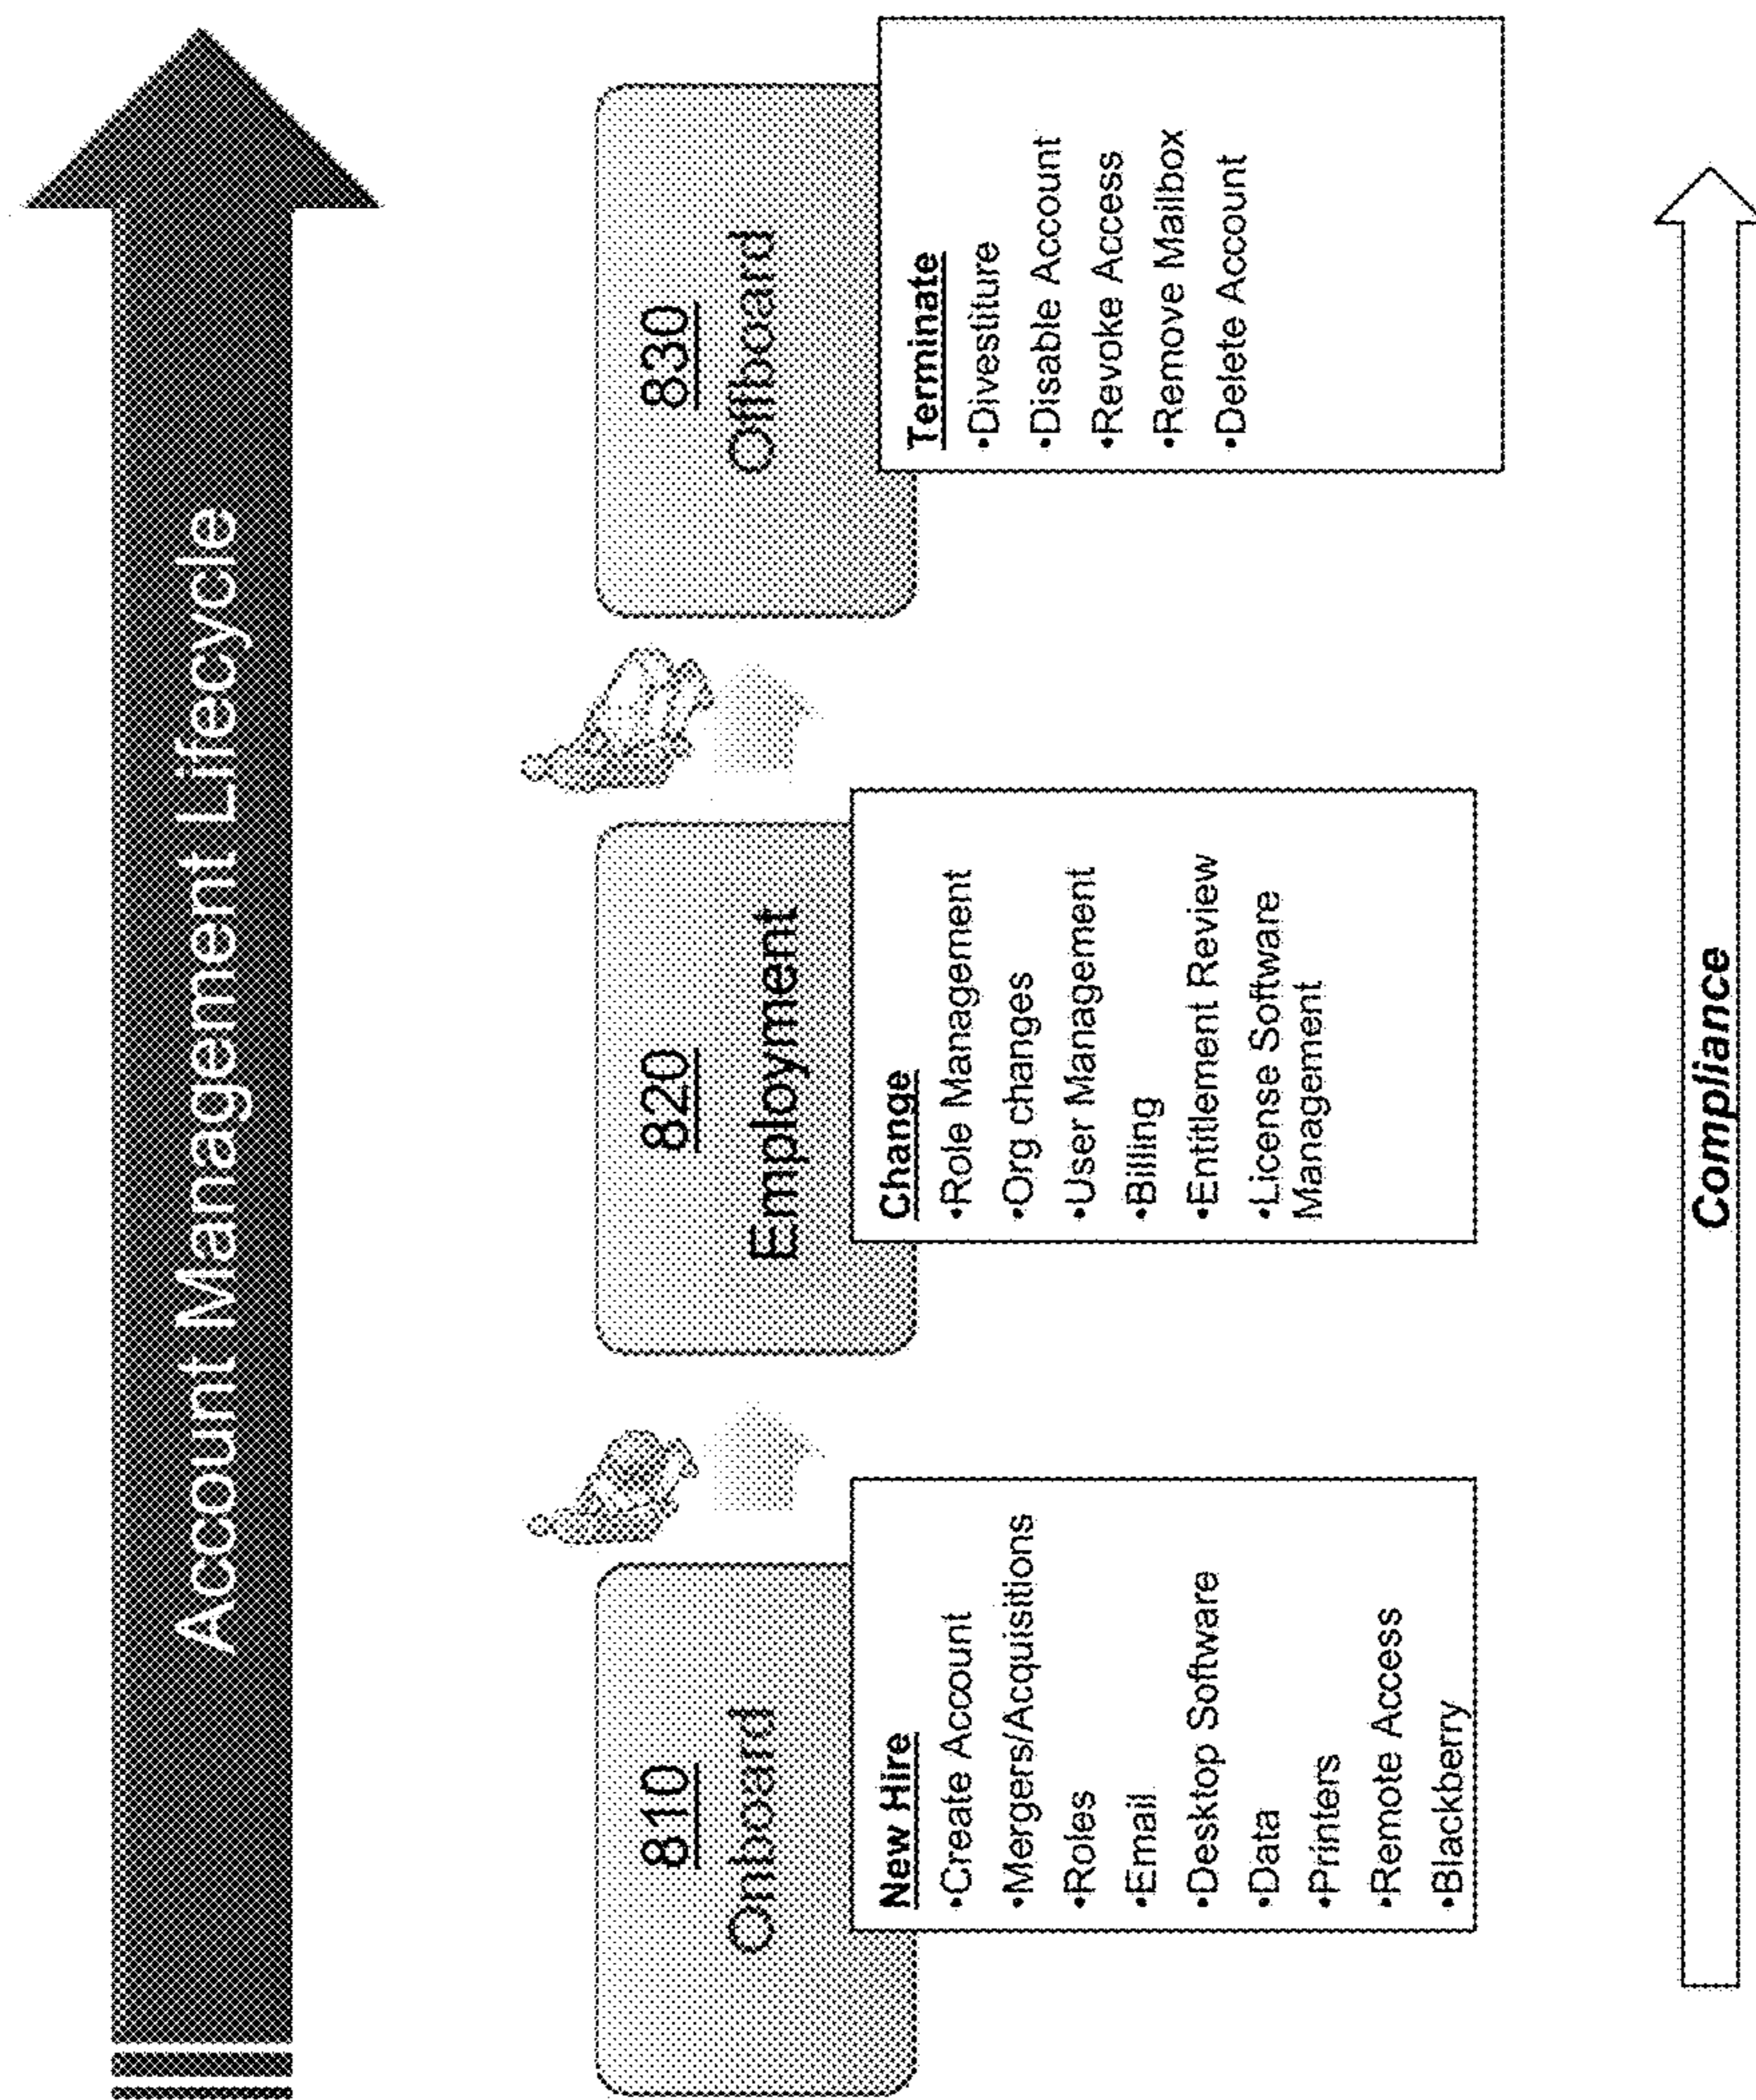 Account Management Lifecycle
810
Onboard
New Hire
•Create Account
•Mergers/Acquisitions
•Roles
•Email
•Desktop Software
•Data
•Printers
•Remote Access
•Blackberry
820
Employment
Change
•Role Management
•Org changes
•User Management
•Billing
•Entitlement Review
•License Software
Management
830
Offboard
Terminate
•Divestiture
•Disable Account
•Revoke Access
•Remove Mailbox
•Delete Account
Compliance